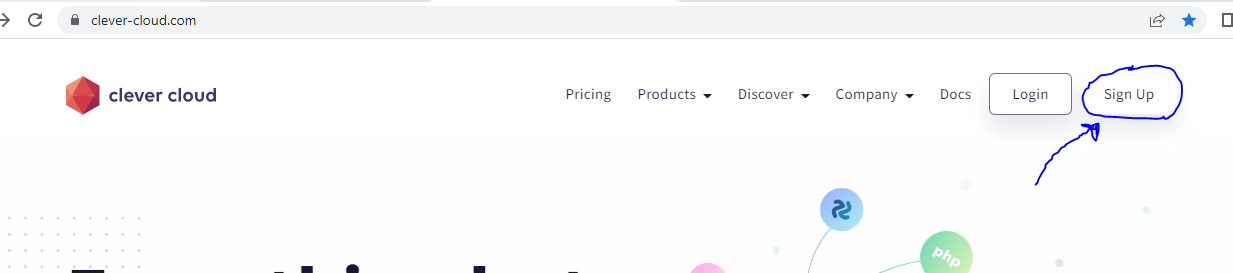 clever-cloud.com
clever cloud Pricing Products Discover Company Docs Login Sign Up
php